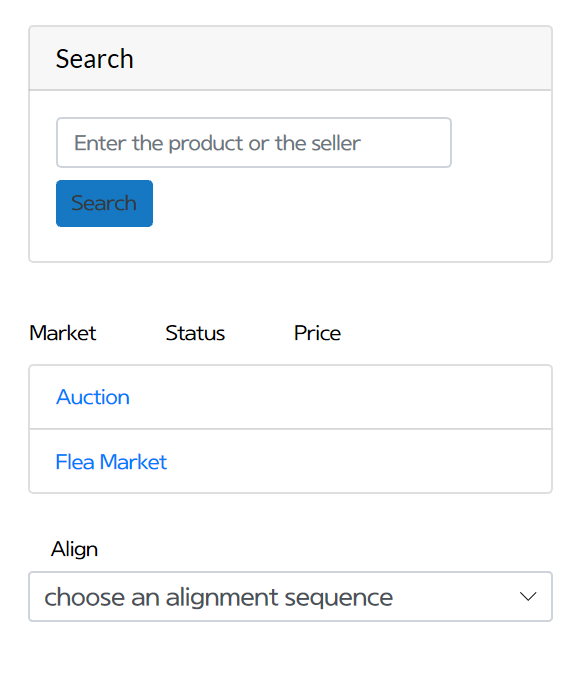 Search
Enter the product or the seller
Search
Market Status Price
Auction
Flea Market
Align
choose an alignment sequence